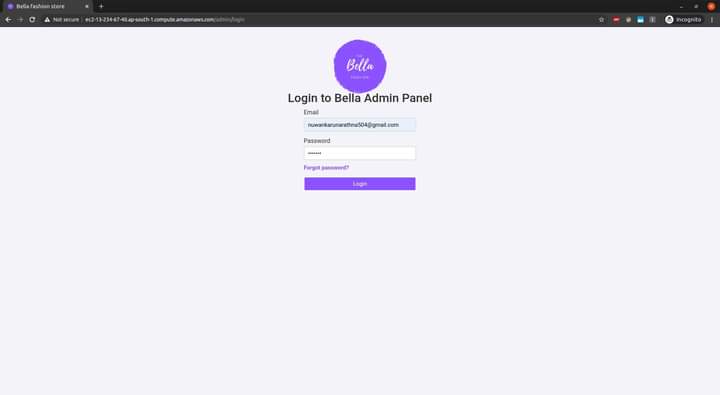 Bella fashion store
Not secure | ec2-13-234-67-40.ap-south-1.compute.amazonaws.com/admin/login
Incognito
Bella
Login to Bella Admin Panel
Email
nuwankarunarathna504@gmail.com
Password
•••••••
Forgot password?
Login